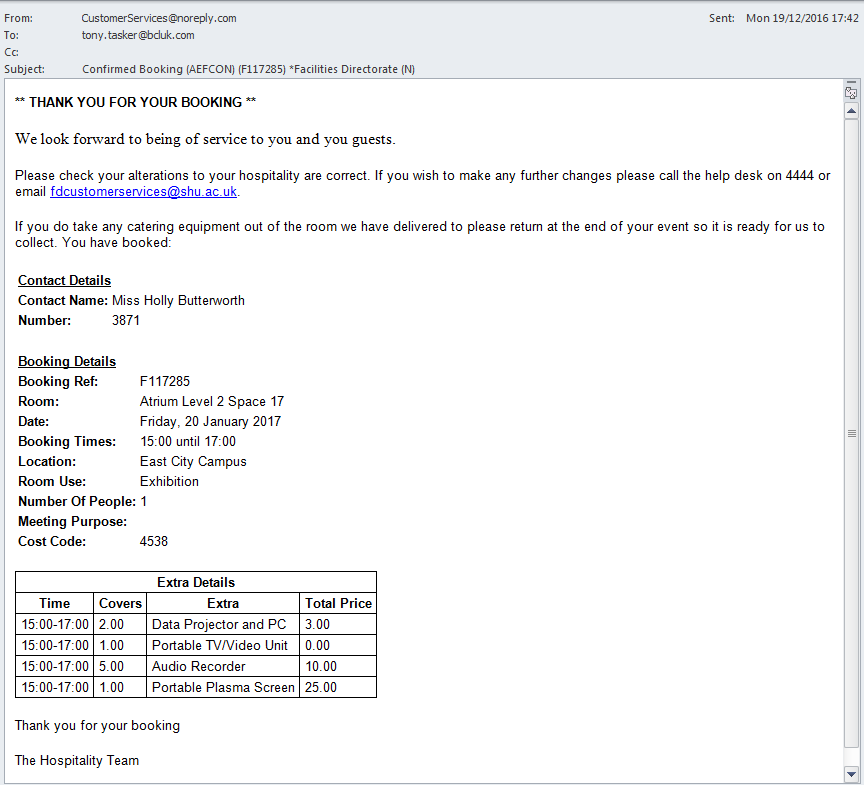 From: CustomerServices@noreply.com Sent: Mon 19/12/2016 17:42
To: tony.tasker@bcluk.com
Cc:
Subject: Confirmed Booking (AEFCON) (F117285) *Facilities Directorate (N)
** THANK YOU FOR YOUR BOOKING **
We look forward to being of service to you and you guests.
Please check your alterations to your hospitality are correct. If you wish to make any further changes please call the help desk on 4444 or
email fdcustomerservices@shu.ac.uk.
If you do take any catering equipment out of the room we have delivered to please return at the end of your event so it is ready for us to
collect. You have booked:
Contact Details
Contact Name: Miss Holly Butterworth
Number: 3871
Booking Details
Booking Ref: F117285
Room: Atrium Level 2 Space 17
Date: Friday, 20 January 2017
Booking Times: 15:00 until 17:00
Location: East City Campus
Room Use: Exhibition
Number Of People: 1
Meeting Purpose:
Cost Code: 4538
Extra Details
Time Covers Extra Total Price
15:00-17:00 2.00 Data Projector and PC 3.00
15:00-17:00 1.00 Portable TV/Video Unit 0.00
15:00-17:00 5.00 Audio Recorder 10.00
15:00-17:00 1.00 Portable Plasma Screen 25.00
Thank you for your booking
The Hospitality Team